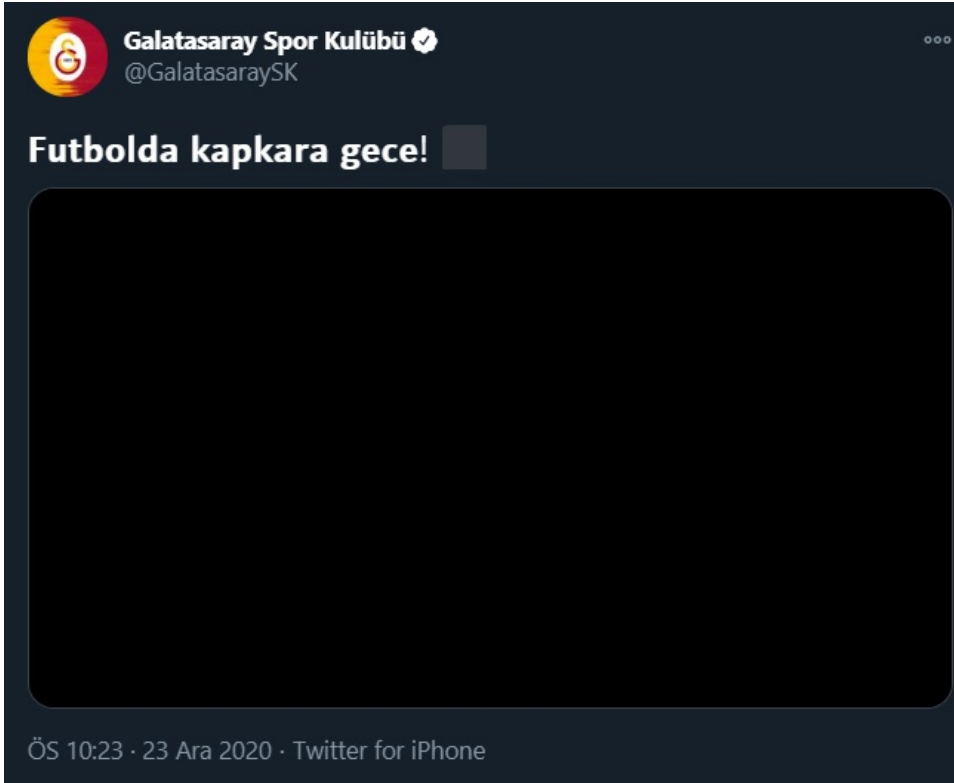 Galatasaray Spor Kulübü
@GalatasaraySK
Futbolda kapkara gece!
ÖS 10:23 · 23 Ara 2020 · Twitter for iPhone